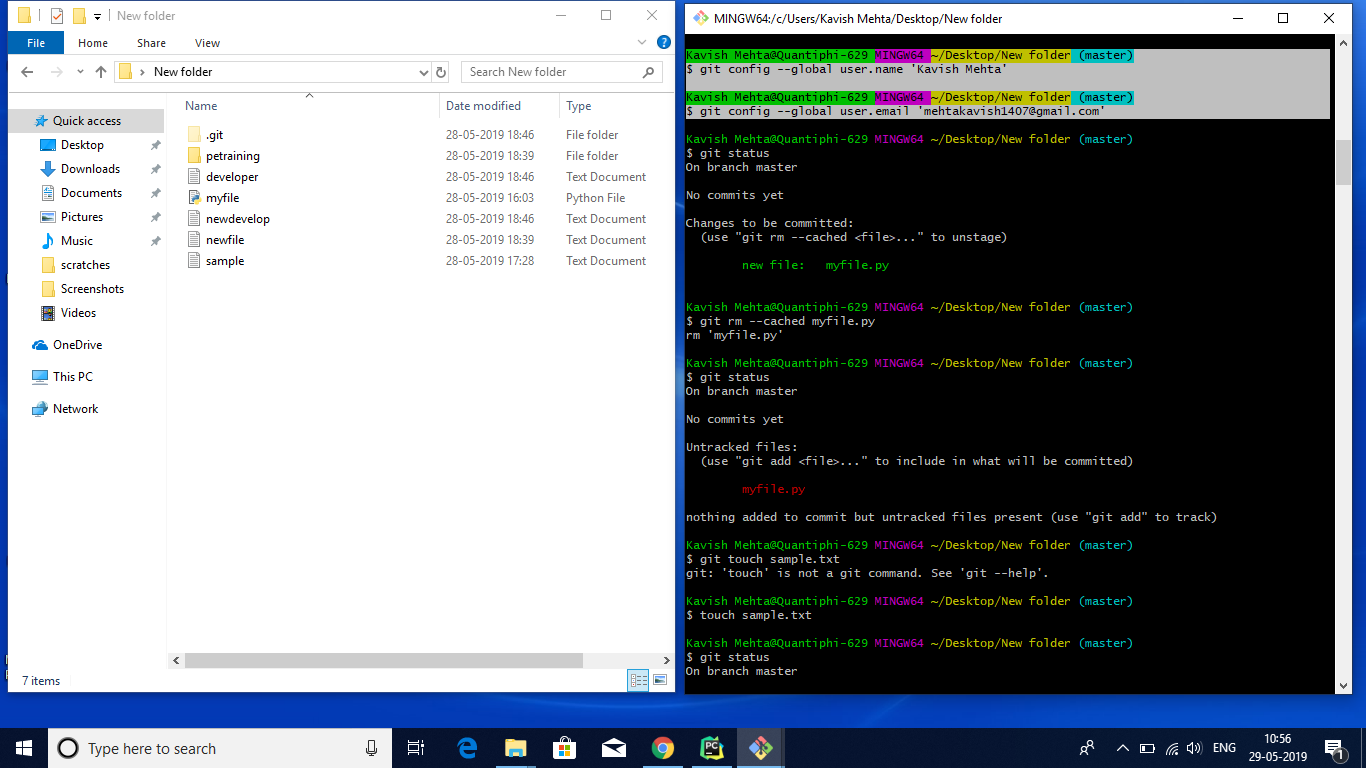 New folder
File Home Share View
New folder
Search New folder
Name Date modified Type
Quick access
Desktop
Downloads
Documents
Pictures
Music
scratches
Screenshots
Videos
OneDrive
This PC
Network
.git 28-05-2019 18:46 File folder
petraining 28-05-2019 18:39 File folder
developer 28-05-2019 18:46 Text Document
myfile 28-05-2019 16:03 Python File
newdevelop 28-05-2019 18:46 Text Document
newfile 28-05-2019 18:39 Text Document
sample 28-05-2019 17:28 Text Document
7 items
MINGW64:/c/Users/Kavish Mehta/Desktop/New folder
Kavish Mehta@Quantiphi-629 MINGW64 ~/Desktop/New folder (master)
$ git config --global user.name 'Kavish Mehta'
Kavish Mehta@Quantiphi-629 MINGW64 ~/Desktop/New folder (master)
$ git config --global user.email 'mehtakavish1407@gmail.com'
Kavish Mehta@Quantiphi-629 MINGW64 ~/Desktop/New folder (master)
$ git status
On branch master
No commits yet
Changes to be committed:
(use "git rm --cached <file>..." to unstage)
new file: myfile.py
Kavish Mehta@Quantiphi-629 MINGW64 ~/Desktop/New folder (master)
$ git rm --cached myfile.py
rm 'myfile.py'
Kavish Mehta@Quantiphi-629 MINGW64 ~/Desktop/New folder (master)
$ git status
On branch master
No commits yet
Untracked files:
(use "git add <file>..." to include in what will be committed)
myfile.py
nothing added to commit but untracked files present (use "git add" to track)
Kavish Mehta@Quantiphi-629 MINGW64 ~/Desktop/New folder (master)
$ git touch sample.txt
git: 'touch' is not a git command. See 'git --help'.
Kavish Mehta@Quantiphi-629 MINGW64 ~/Desktop/New folder (master)
$ touch sample.txt
Kavish Mehta@Quantiphi-629 MINGW64 ~/Desktop/New folder (master)
$ git status
On branch master
Type here to search
PC
ENG
10:56
29-05-2019
1